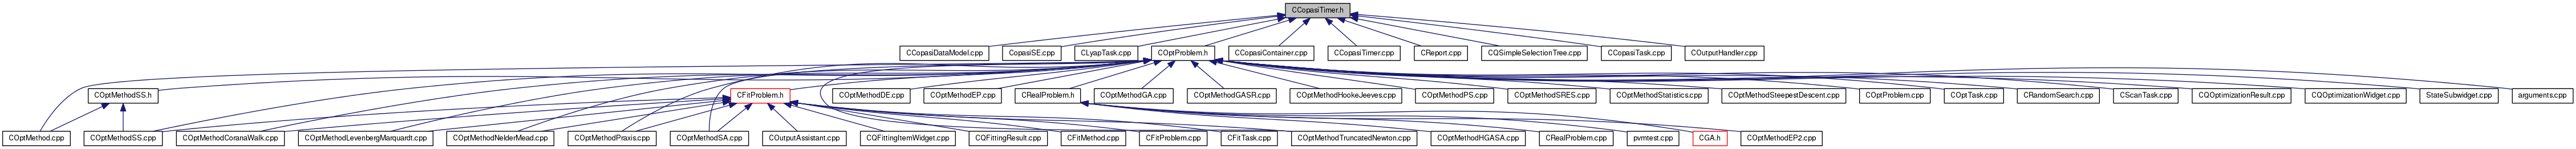 CCopasiTimer.h
CCopasiDataModel.cpp
CopasiSE.cpp
CLyapTask.cpp
COptProblem.h
CCopasiContainer.cpp
CCopasiTimer.cpp
CReport.cpp
CQSimpleSelectionTree.cpp
CCopasiTask.cpp
COutputHandler.cpp
COptMethodSS.h
CFitProblem.h
COptMethodDE.cpp
COptMethodEP.cpp
CRealProblem.h
COptMethodGA.cpp
COptMethodGASR.cpp
COptMethodHookeJeeves.cpp
COptMethodPS.cpp
COptMethodSRES.cpp
COptMethodStatistics.cpp
COptMethodSteepestDescent.cpp
COptProblem.cpp
COptTask.cpp
CRandomSearch.cpp
CScanTask.cpp
CQOptimizationResult.cpp
CQOptimizationWidget.cpp
StateSubwidget.cpp
arguments.cpp
COptMethod.cpp
COptMethodSS.cpp
COptMethodCoranaWalk.cpp
COptMethodLevenbergMarquardt.cpp
COptMethodNelderMead.cpp
COptMethodPraxis.cpp
COptMethodSA.cpp
COutputAssistant.cpp
CQFittingItemWidget.cpp
CQFittingResult.cpp
CFitMethod.cpp
CFitProblem.cpp
CFitTask.cpp
COptMethodTruncatedNewton.cpp
COptMethodHGASA.cpp
CRealProblem.cpp
pvmtest.cpp
CGA.h
COptMethodEP2.cpp